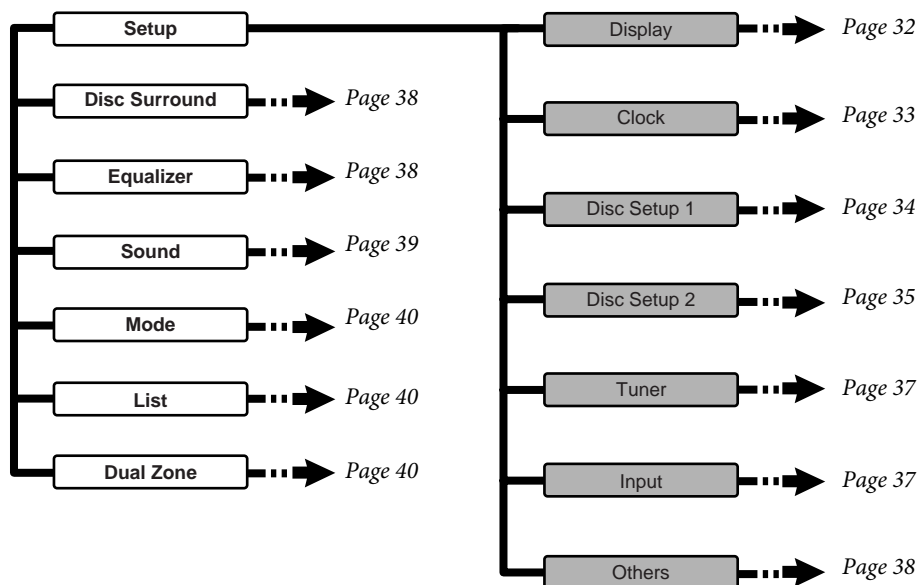 Setup
Disc Surround Page 38
Equalizer Page 38
Sound Page 39
Mode Page 40
List Page 40
Dual Zone Page 40
Display Page 32
Clock Page 33
Disc Setup 1 Page 34
Disc Setup 2 Page 35
Tuner Page 37
Input Page 37
Others Page 38